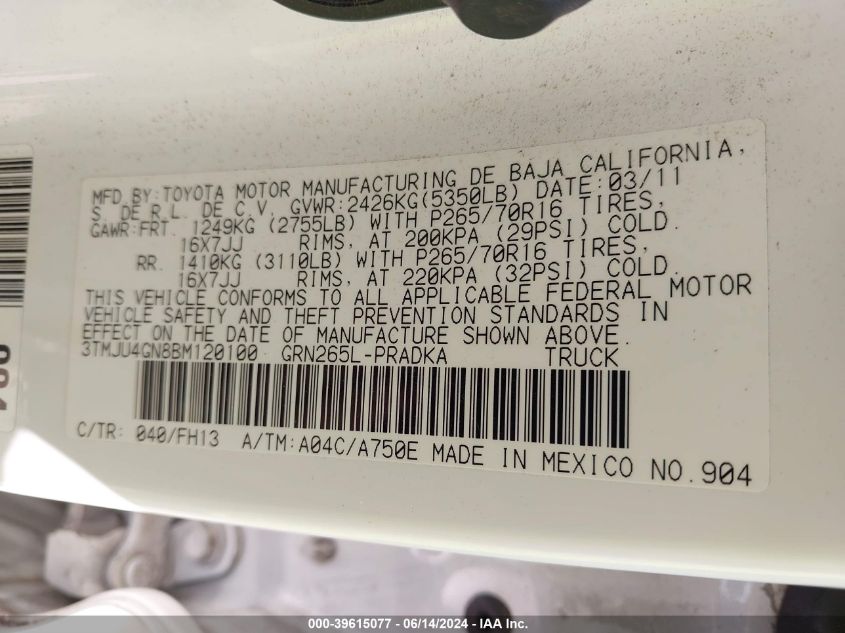 MFD BY:TOYOTA MOTOR MANUFACTURING DE BAJA CALIFORNIA,
S. DE R.L. DE C.V. GVWR:2426KG(5350LB) DATE:03/11
GAWR:FRT. 1249KG (2755LB) WITH P265/70R16 TIRES,
16X7JJ RIMS, AT 200KPA (29PSI) COLD.
RR. 1410KG (3110LB) WITH P265/70R16 TIRES,
16X7JJ RIMS, AT 220KPA (32PSI) COLD.
THIS VEHICLE CONFORMS TO ALL APPLICABLE FEDERAL MOTOR
VEHICLE SAFETY AND THEFT PREVENTION STANDARDS IN
EFFECT ON THE DATE OF MANUFACTURE SHOWN ABOVE.
3TMJU4GN8BM120100 GRN265L-PRADKA TRUCK
C/TR: 040/FH13 A/TM:A04C/A750E MADE IN MEXICO NO.904
000-39615077 - 06/14/2024 - IAA Inc.